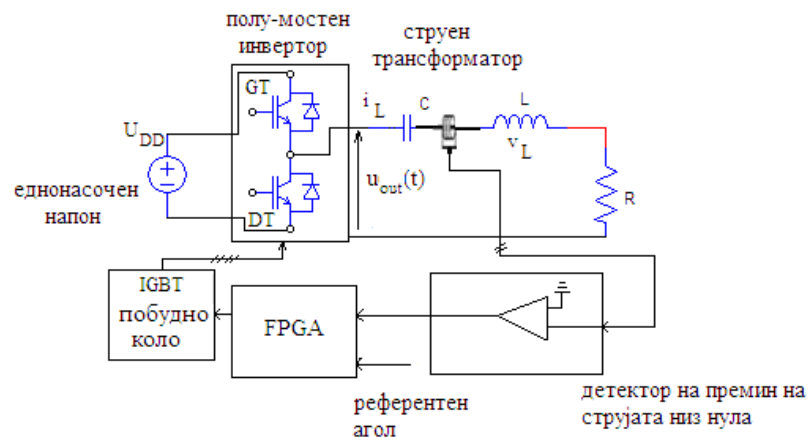 полу-мостен
инвертор
струен
трансформатор
GT
i L
C
L
U DD
v L
u out (t)
R
еднонасочен
напон
DT
IGBT
побудно
коло
FPGA
референтен
агол
детектор на премин на
струјата низ нула